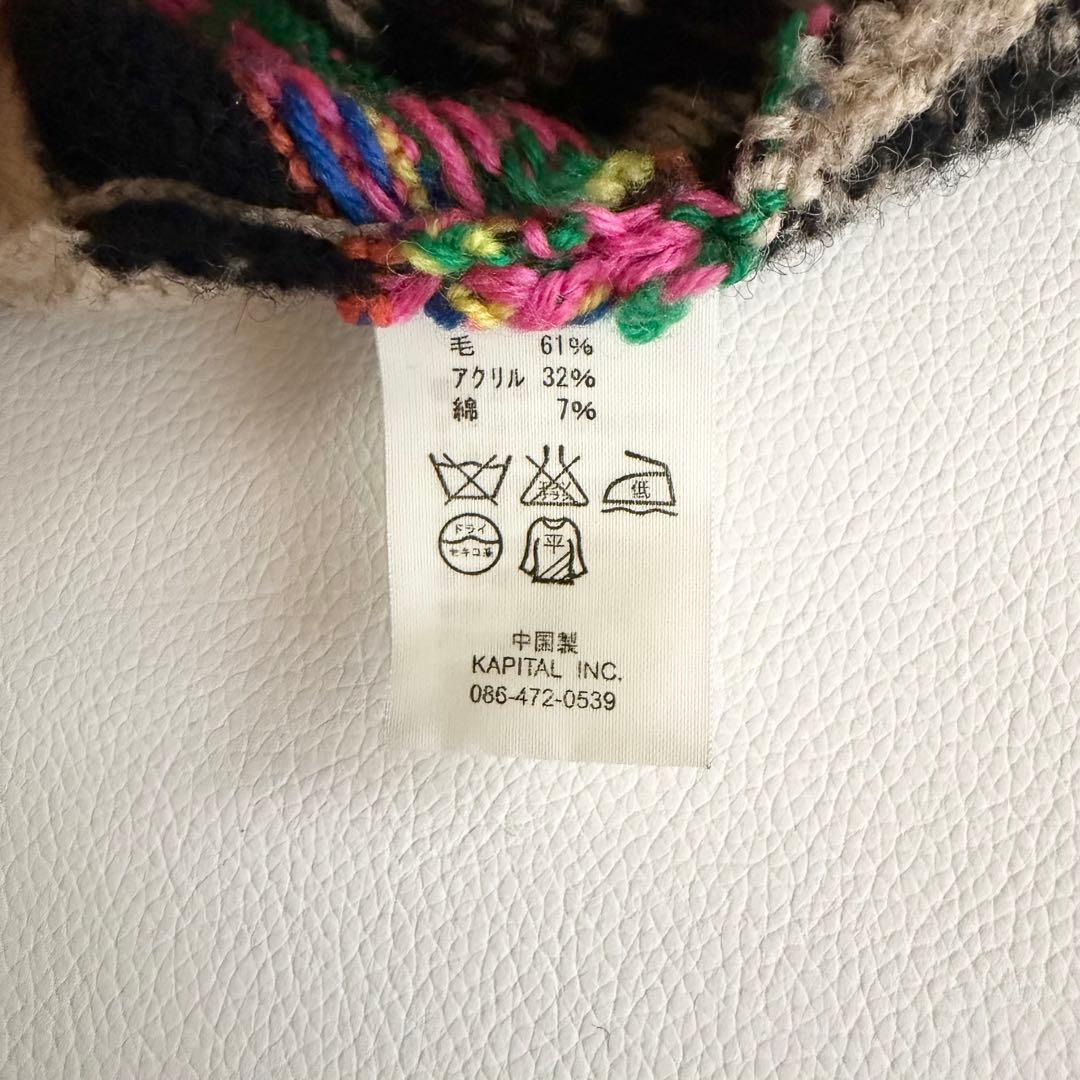 毛 61%
アクリル 32%
綿 7%
低
ドライ
セキユ系
平
中国製
KAPITAL INC.
086-472-0539